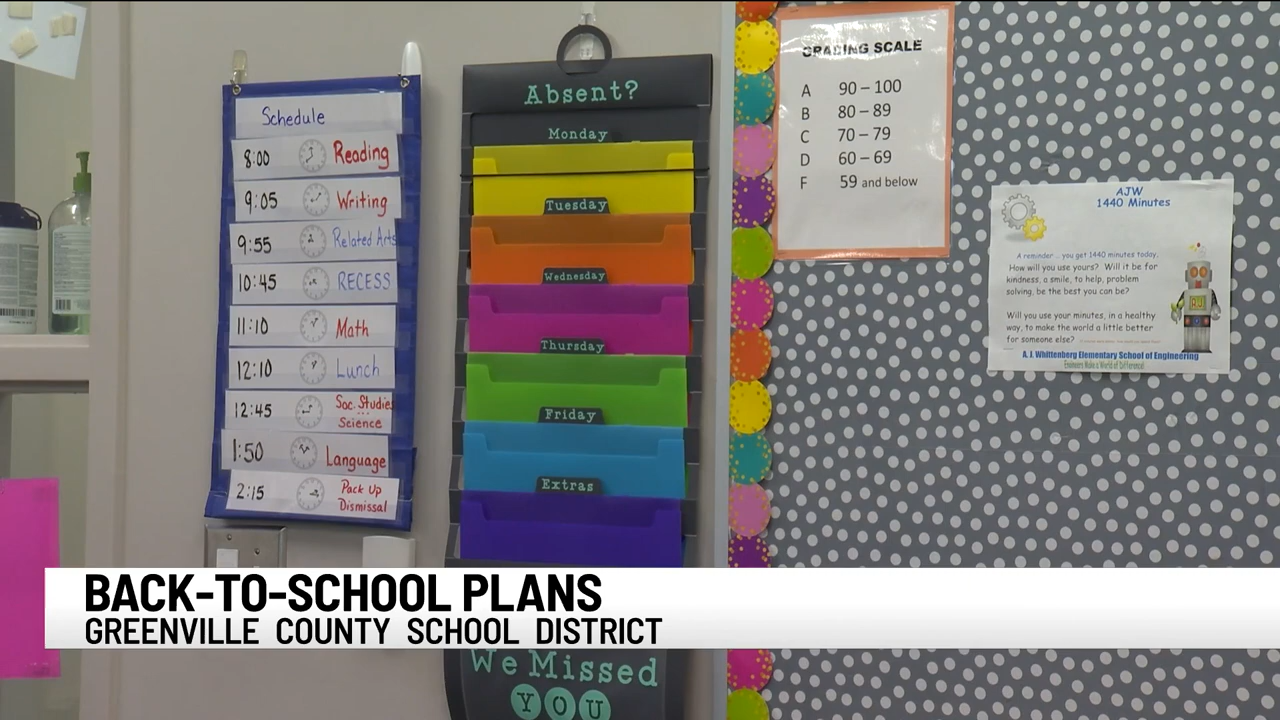 Schedule
8:00 Reading
9:05 Writing
9:55 Related Arts
10:45 RECESS
11:10 Math
12:10 Lunch
12:45 Soc. Studies
Science
1:50 Language
2:15 Pack Up
Dismissal
Absent?
Monday
Tuesday
Wednesday
Thursday
Friday
Extras
We Missed
YOU
GRADING SCALE
A 90 – 100
B 80 – 89
C 70 – 79
D 60 – 69
F 59 and below
AJW
1440 Minutes
A reminder... you get 1440 minutes today.
How will you use yours? Will it be for
kindness, a smile, to help, problem
solving, be the best you can be?
Will you use your minutes, in a healthy
way, to make the world a little better
for someone else?
A. J. Whittenberg Elementary School of Engineering
Engineers Make a World of Difference!
BACK-TO-SCHOOL PLANS
GREENVILLE COUNTY SCHOOL DISTRICT